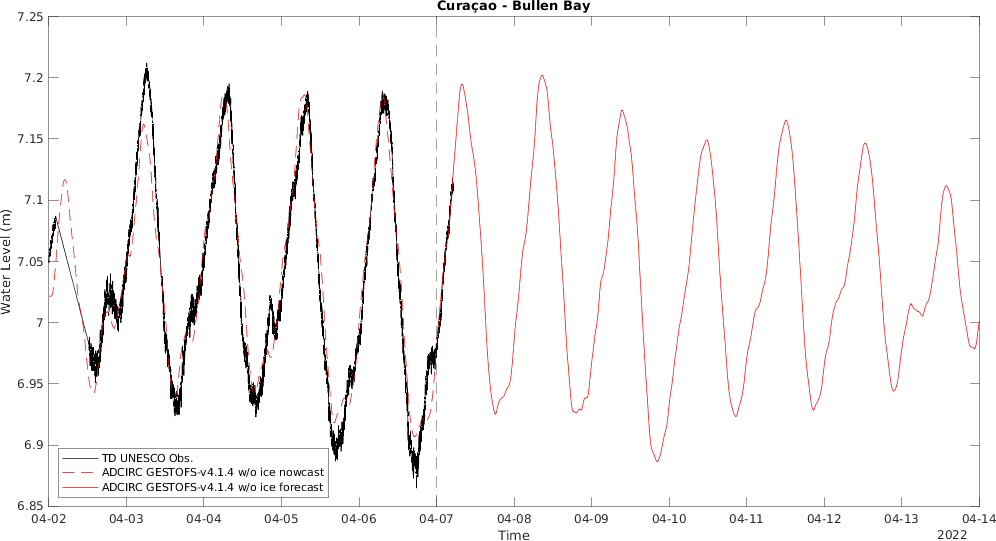 Curaçao - Bullen Bay
7.25
7.2
7.15
7.1
7.05
7
6.95
6.9
6.85
Water Level (m)
TD UNESCO Obs.
ADCIRC GESTOFS-v4.1.4 w/o ice nowcast
ADCIRC GESTOFS-v4.1.4 w/o ice forecast
04-02 04-03 04-04 04-05 04-06 04-07 04-08 04-09 04-10 04-11 04-12 04-13 04-14
Time
2022